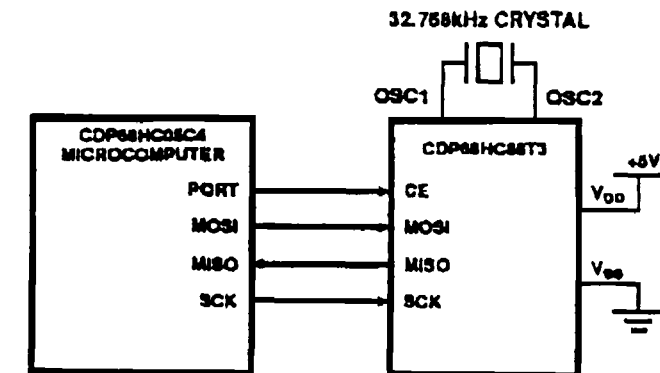 32.768kHz CRYSTAL
OSC1
OSC2
CDP68HC05C4
MICROCOMPUTER
CDP68HC68T3
+5V
PORT
CE
VDD
MOSI
MOSI
MISO
MISO
VSS
SCK
SCK